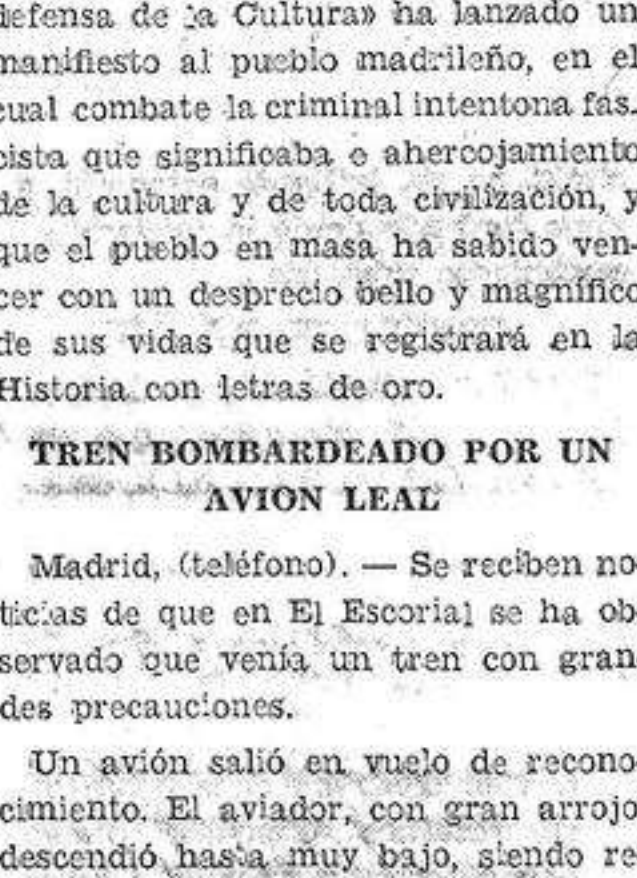 defensa de la Cultura» ha lanzado un
manifiesto al pueblo madrileño, en el
cual combate la criminal intentona fas-
cista que significaba e ahercojamiento
de la cultura y de toda civilización, y
que el pueblo en masa ha sabido ven-
cer con un desprecio bello y magnífico
de sus vidas que se registrará en la
Historia con letras de oro.
TREN BOMBARDEADO POR UN
AVION LEAL
Madrid, (teléfono). — Se reciben no
ticias de que en El Escorial se ha ob
servado que venía un tren con gran
des precauciones.
Un avión salió en vuelo de recono
cimiento. El aviador, con gran arrojo
descendió hasta muy bajo, siendo re